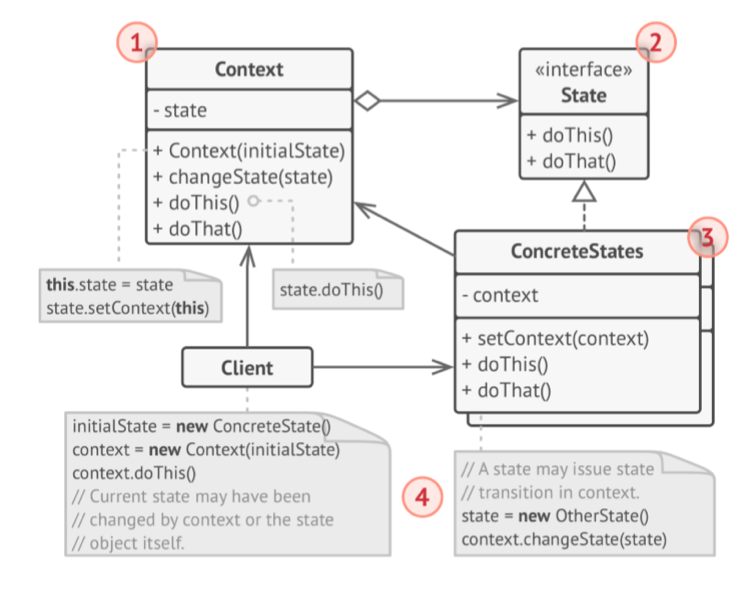 1
Context
- state
+ Context(initialState)
+ changeState(state)
+ doThis()
+ doThat()
2
«interface»
State
+ doThis()
+ doThat()
3
ConcreteStates
- context
+ setContext(context)
+ doThis()
+ doThat()
this.state = state
state.setContext(this)
state.doThis()
Client
initialState = new ConcreteState()
context = new Context(initialState)
context.doThis()
// Current state may have been
// changed by context or the state
// object itself.
4
// A state may issue state
// transition in context.
state = new OtherState()
context.changeState(state)